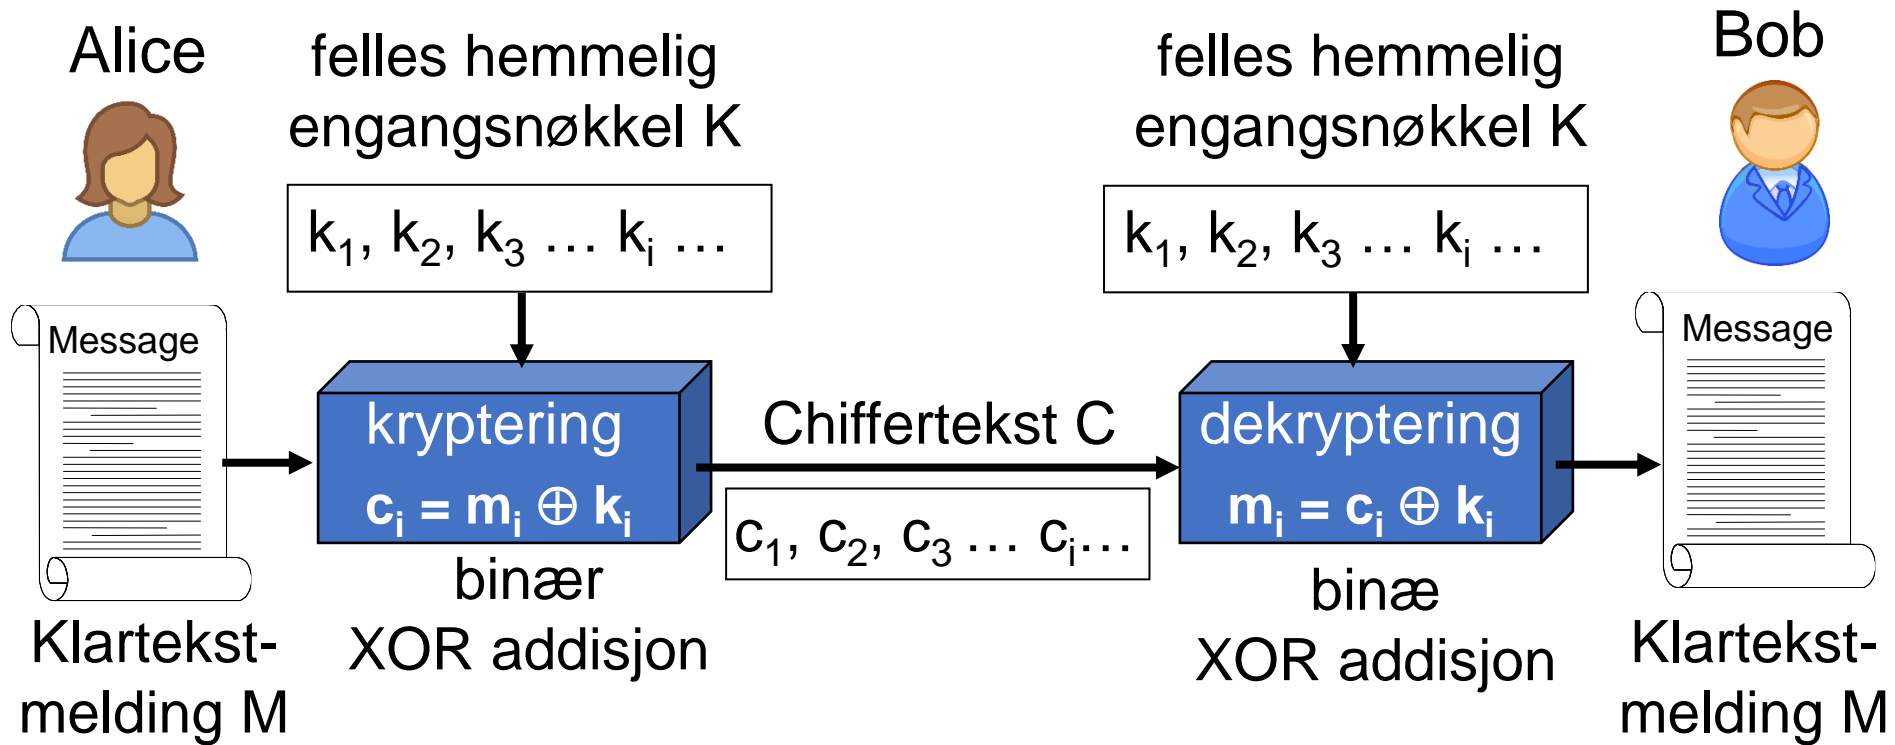 Alice
felles hemmelig
engangsnøkkel K
k₁, k₂, k₃ … kᵢ …
Message
kryptering
cᵢ = mᵢ ⊕ kᵢ
binær
XOR addisjon
Klartekst-
melding M
Chiffertekst C
c₁, c₂, c₃ … cᵢ…
felles hemmelig
engangsnøkkel K
k₁, k₂, k₃ … kᵢ …
dekryptering
mᵢ = cᵢ ⊕ kᵢ
binæ
XOR addisjon
Bob
Message
Klartekst-
melding M